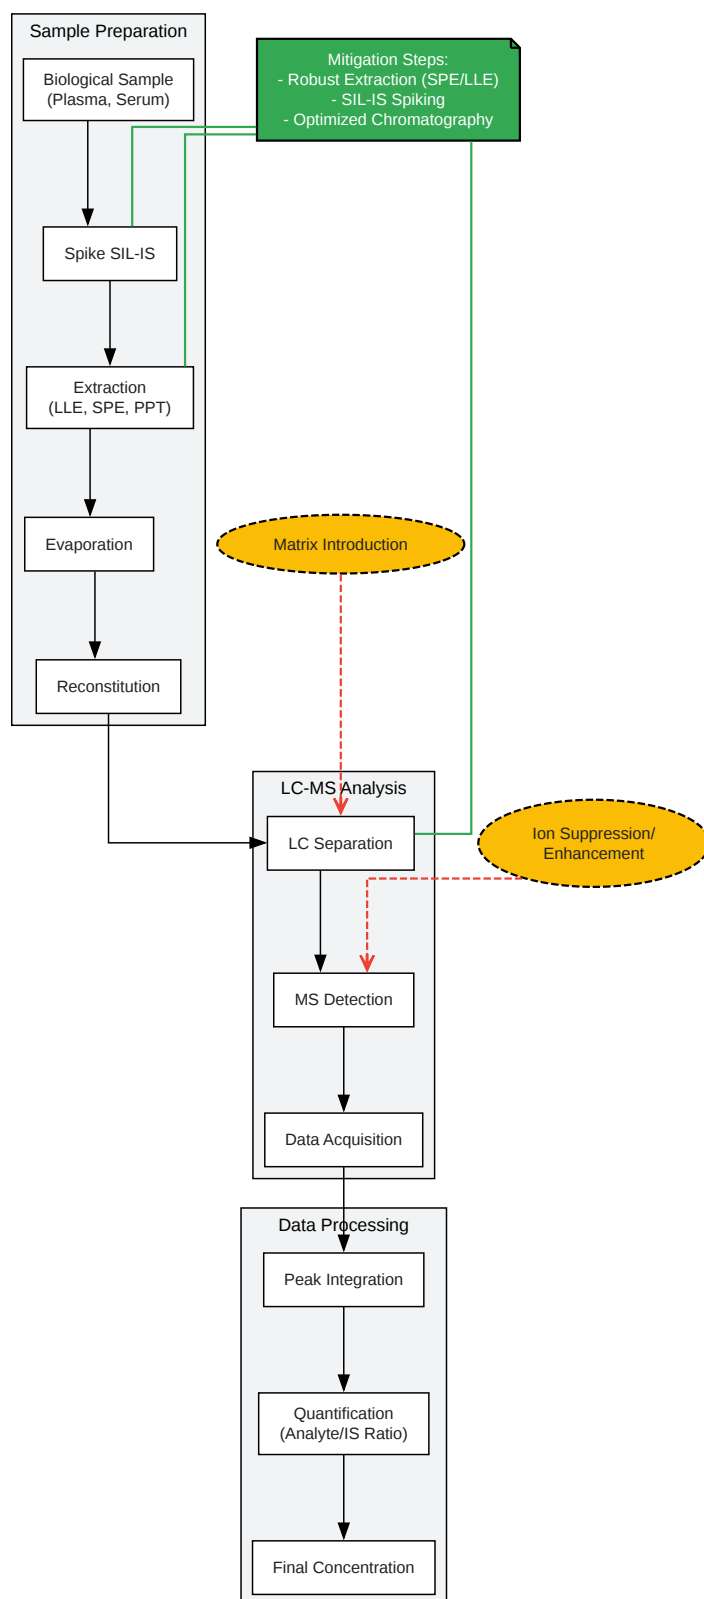 Sample Preparation
Biological Sample
(Plasma, Serum)
Mitigation Steps:
- Robust Extraction (SPE/LLE)
- SIL-IS Spiking
- Optimized Chromatography
Spike SIL-IS
Extraction
(LLE, SPE, PPT)
Evaporation
Matrix Introduction
Reconstitution
LC-MS Analysis
LC Separation
Ion Suppression/
Enhancement
MS Detection
Data Acquisition
Data Processing
Peak Integration
Quantification
(Analyte/IS Ratio)
Final Concentration